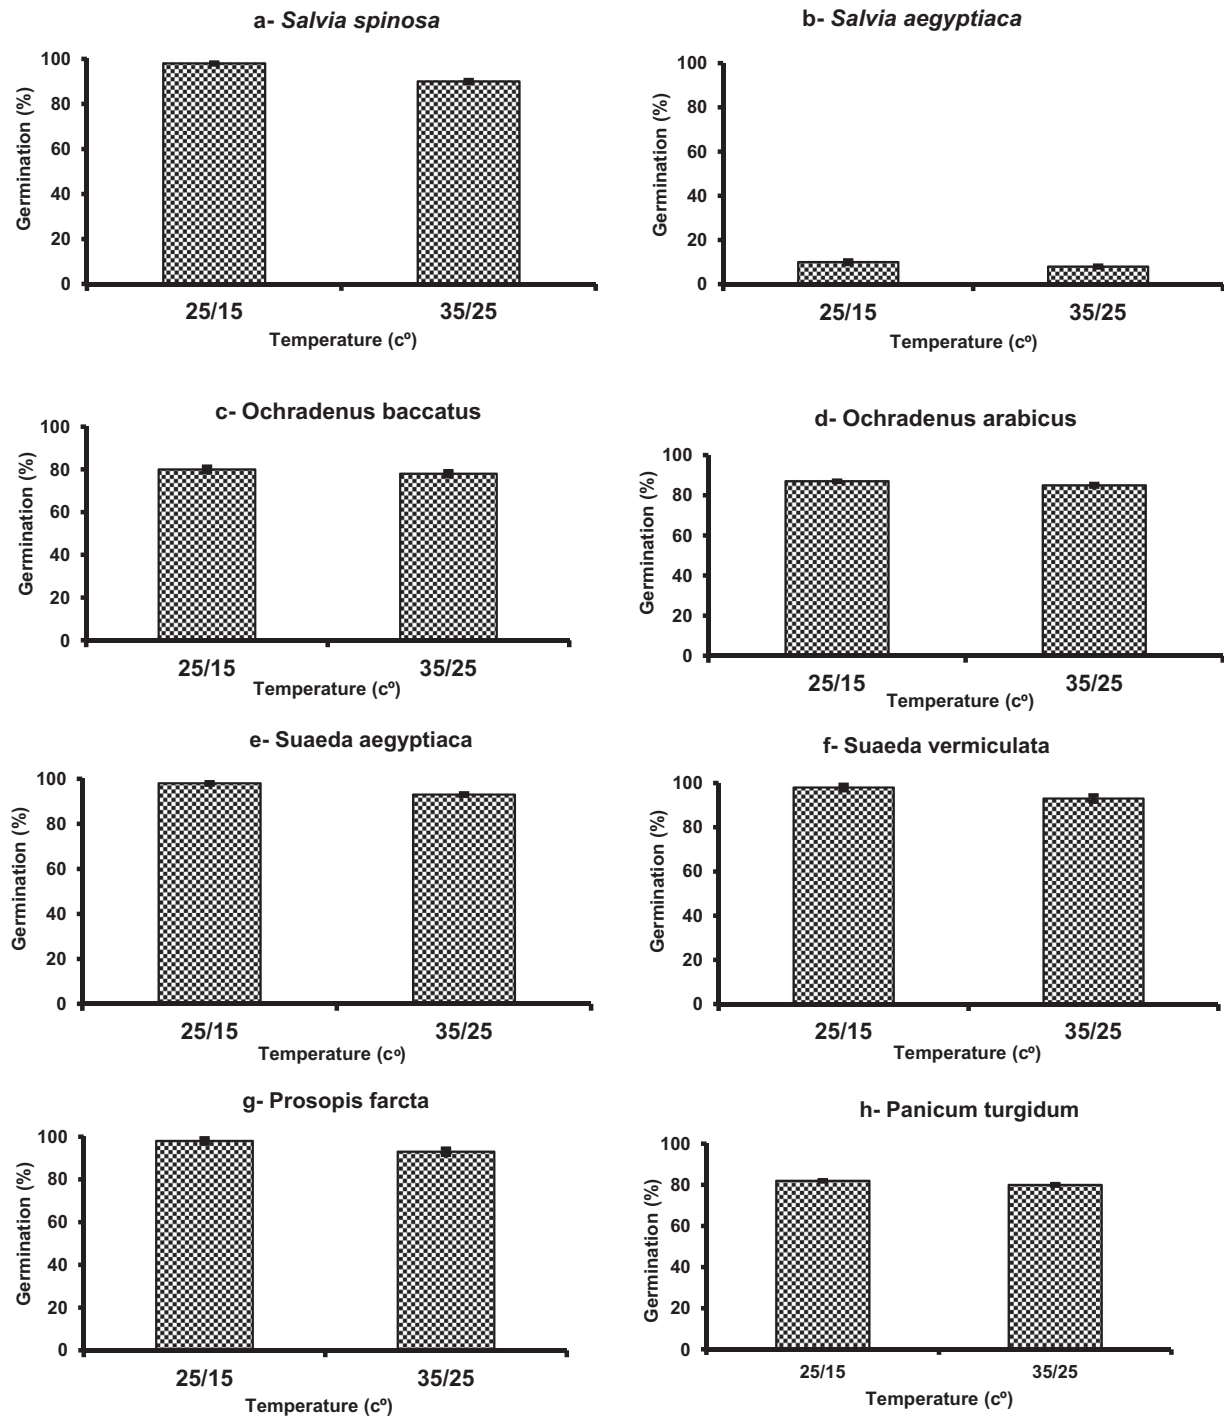 a- Salvia spinosa
Germination (%)
100
80
60
40
20
0
25/15 35/25
Temperature (cº)
b- Salvia aegyptiaca
Germination (%)
100
80
60
40
20
0
25/15 35/25
Temperature (cº)
c- Ochradenus baccatus
Germination (%)
100
80
60
40
20
0
25/15 35/25
Temperature (cº)
d- Ochradenus arabicus
Germination (%)
100
80
60
40
20
0
25/15 35/25
Temperature (cº)
e- Suaeda aegyptiaca
Germination (%)
100
80
60
40
20
0
25/15 35/25
Temperature (cº)
f- Suaeda vermiculata
Germination (%)
100
80
60
40
20
0
25/15 35/25
Temperature (cº)
g- Prosopis farcta
Germination (%)
100
80
60
40
20
0
25/15 35/25
Temperature (cº)
h- Panicum turgidum
Germination (%)
100
80
60
40
20
0
25/15 35/25
Temperature (cº)